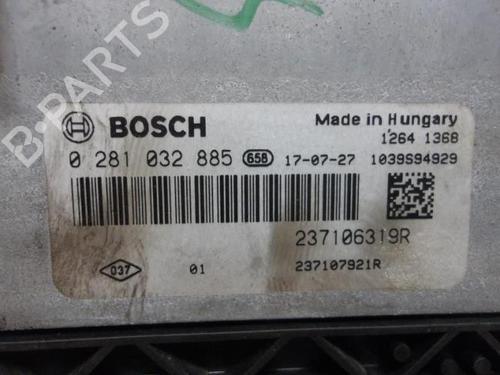 BOSCH
Made in Hungary
1264 1368
0 281 032 885 658 17-07-27 1039S94929
237106319R
037 01 237107921R
B-PARTS